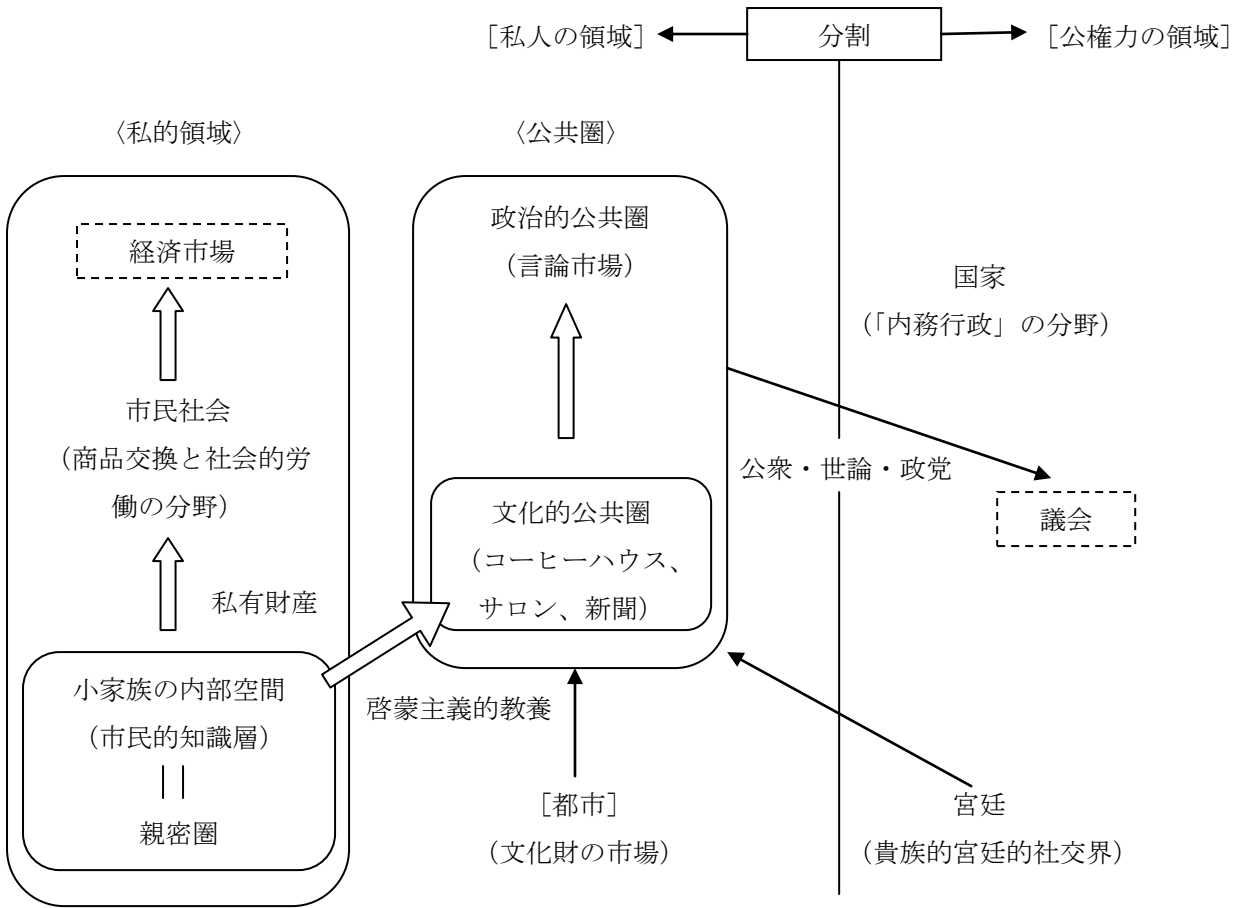 ［私人の領域］
分割
［公権力の領域］
〈私的領域〉
〈公共圏〉
経済市場
市民社会
（商品交換と社会的労
働の分野）
私有財産
小家族の内部空間
（市民的知識層）
親密圏
政治的公共圏
（言論市場）
文化的公共圏
（コーヒーハウス、
サロン、新聞）
啓蒙主義的教養
［都市］
（文化財の市場）
国家
（「内務行政」の分野）
公衆・世論・政党
議会
宮廷
（貴族的宮廷的社交界）